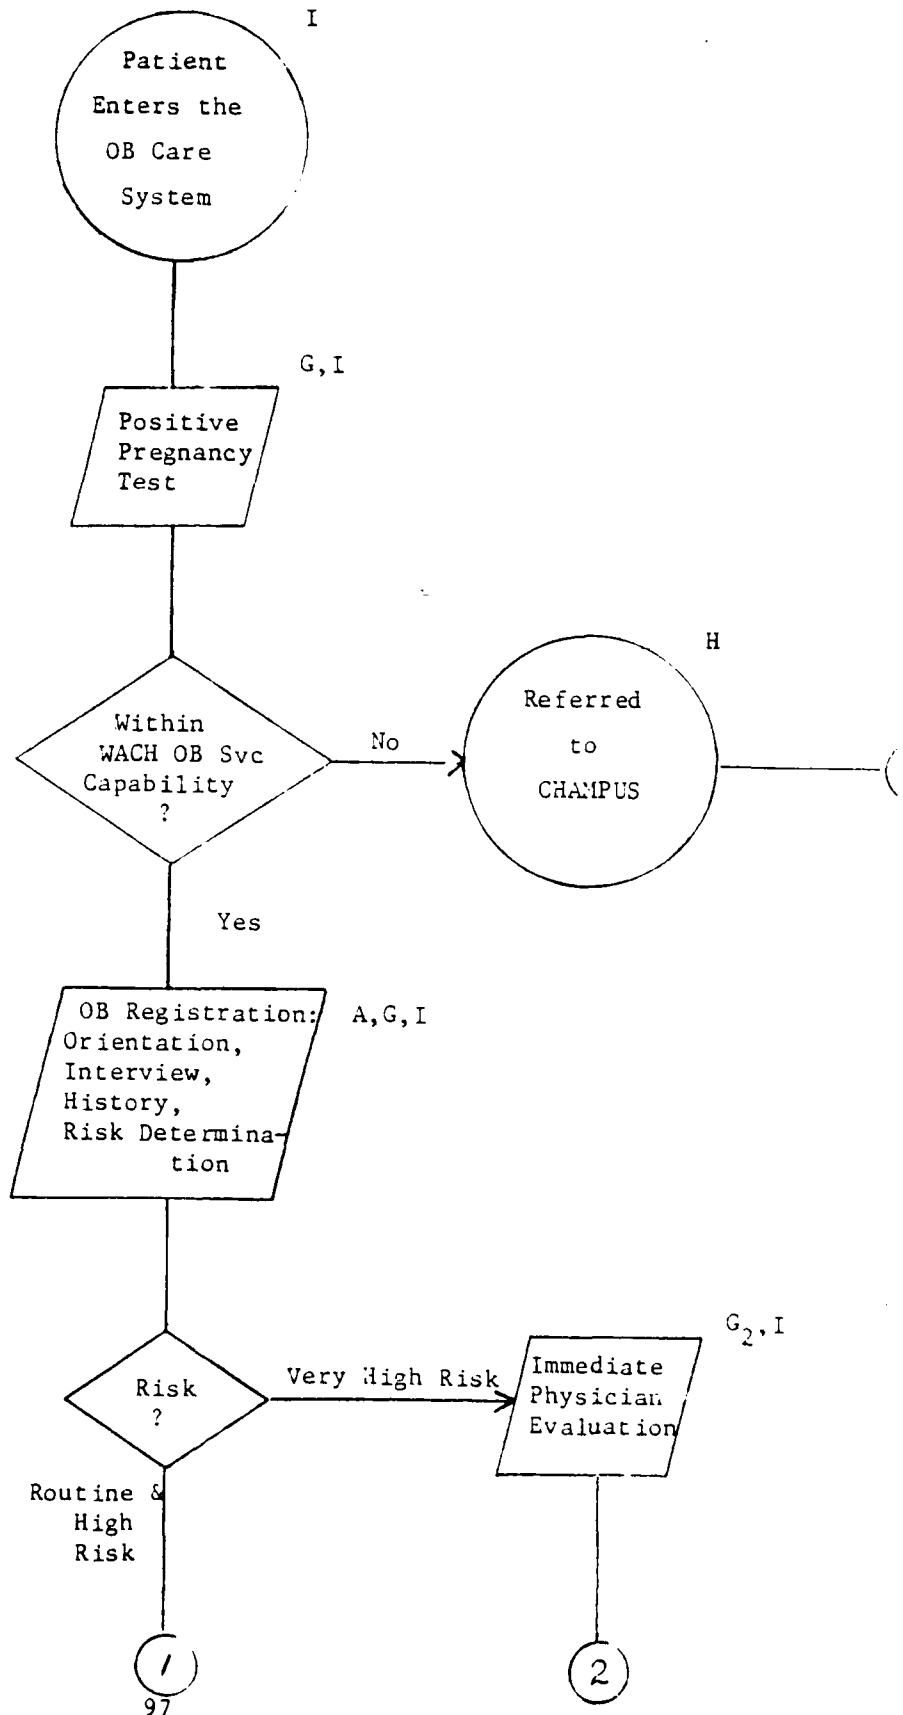 I
Patient
Enters the
OB Care
System
G,I
Positive
Pregnancy
Test
Within
WACH OB Svc
Capability
?
No
H
Referred
to
CHAMPUS
Yes
OB Registration:
Orientation,
Interview,
History,
Risk Determina-
tion
A,G,I
Risk
?
Very High Risk
G2,I
Immediate
Physician
Evaluation
Routine &
High
Risk
1
2
97